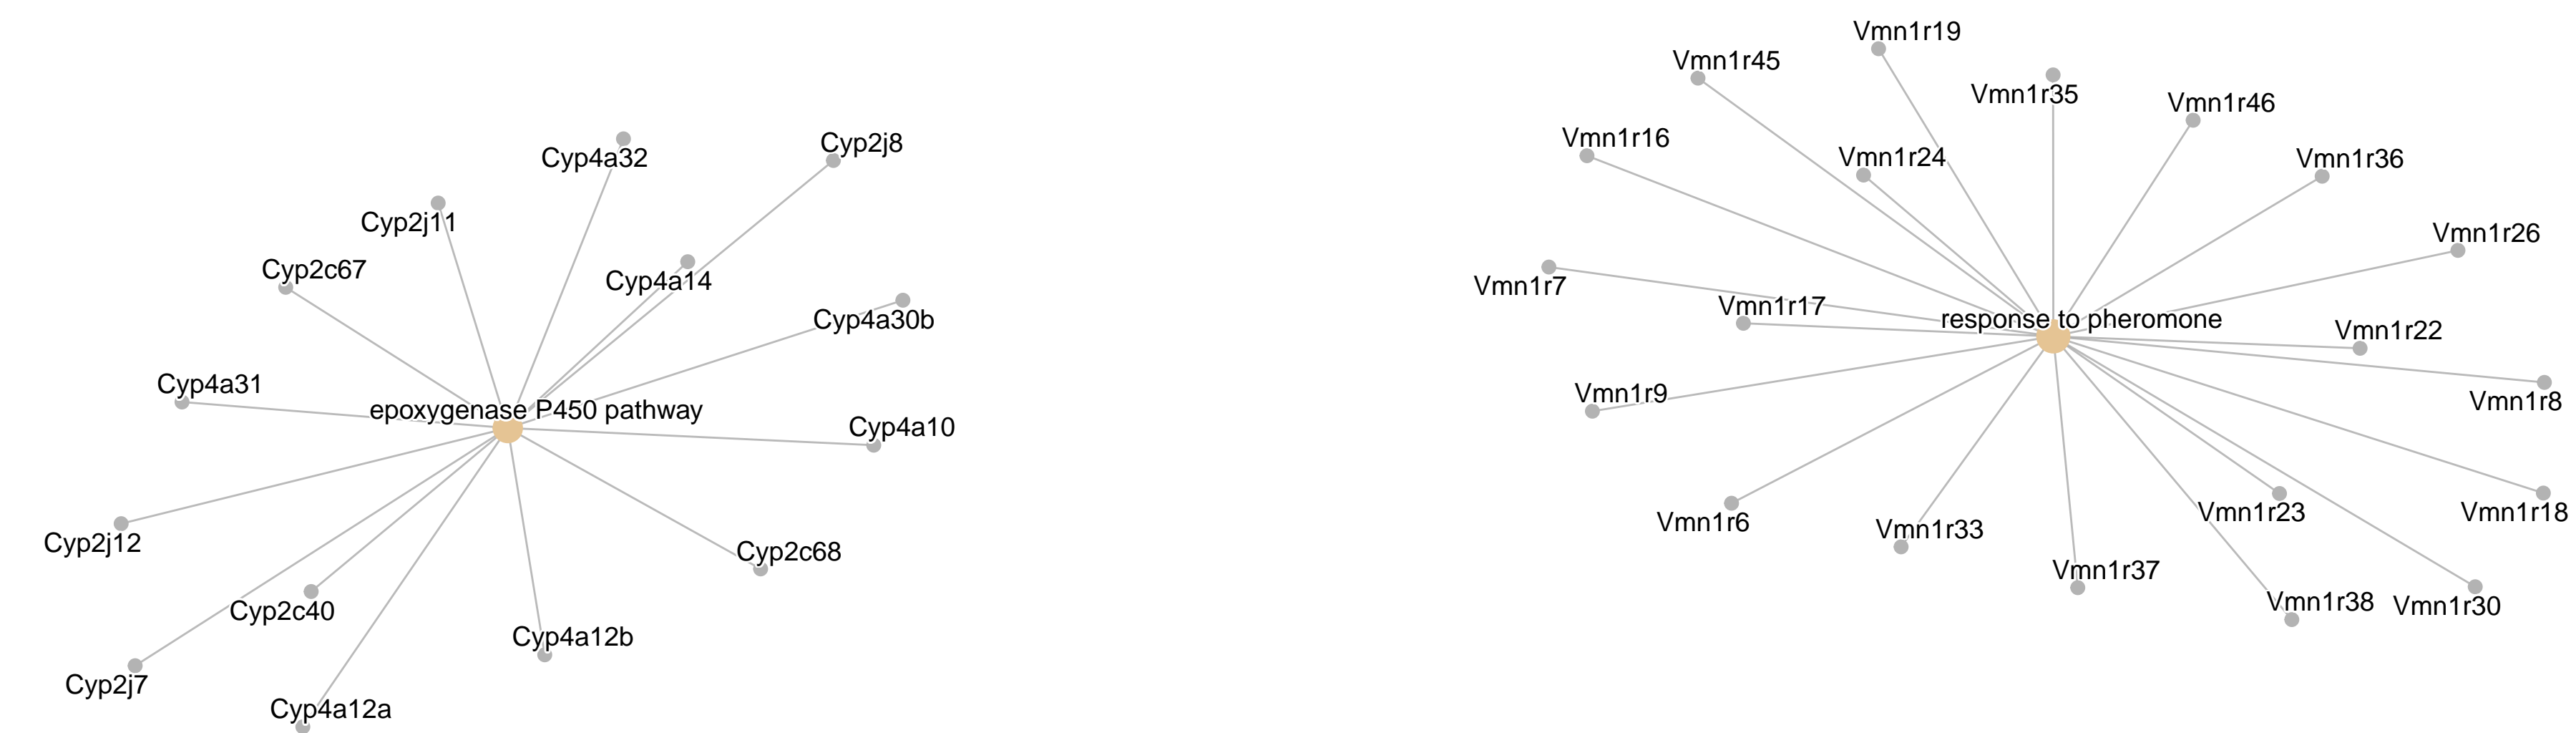 Cyp4a32
Cyp2j8
Cyp2j11
Cyp2c67
Cyp4a14
Cyp4a30b
Cyp4a31
epoxygenase P450 pathway
Cyp4a10
Cyp2j12
Cyp2c68
Cyp2c40
Cyp4a12b
Cyp2j7
Cyp4a12a
Vmn1r19
Vmn1r45
Vmn1r35
Vmn1r46
Vmn1r16
Vmn1r24
Vmn1r36
Vmn1r26
Vmn1r7
Vmn1r17
response to pheromone
Vmn1r22
Vmn1r9
Vmn1r8
Vmn1r6
Vmn1r33
Vmn1r23
Vmn1r18
Vmn1r37
Vmn1r38
Vmn1r30